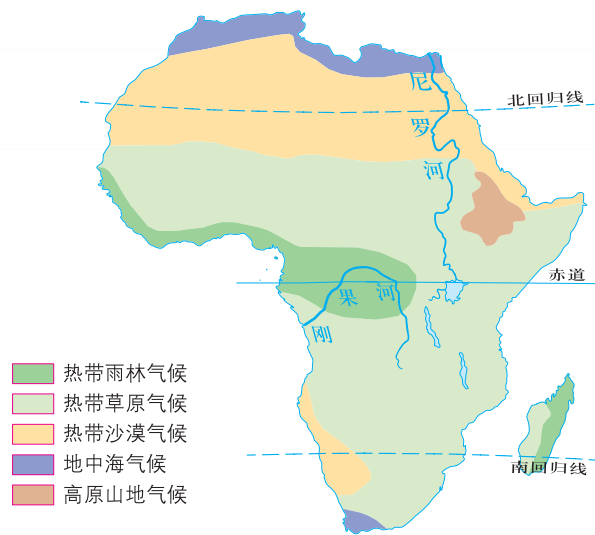 尼罗河
北回归线
赤道
刚果河
南回归线
热带雨林气候
热带草原气候
热带沙漠气候
地中海气候
高原山地气候